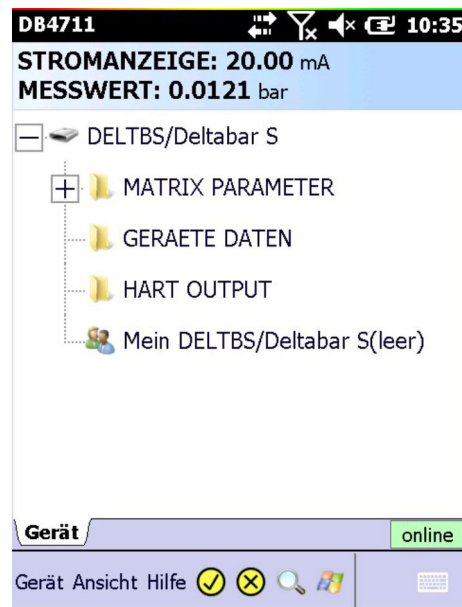 DB4711 10:35
STROMANZEIGE: 20.00 mA
MESSWERT: 0.0121 bar
DELTBS/Deltabar S
MATRIX PARAMETER
GERAETE DATEN
HART OUTPUT
Mein DELTBS/Deltabar S(leer)
Gerät online
Gerät Ansicht Hilfe